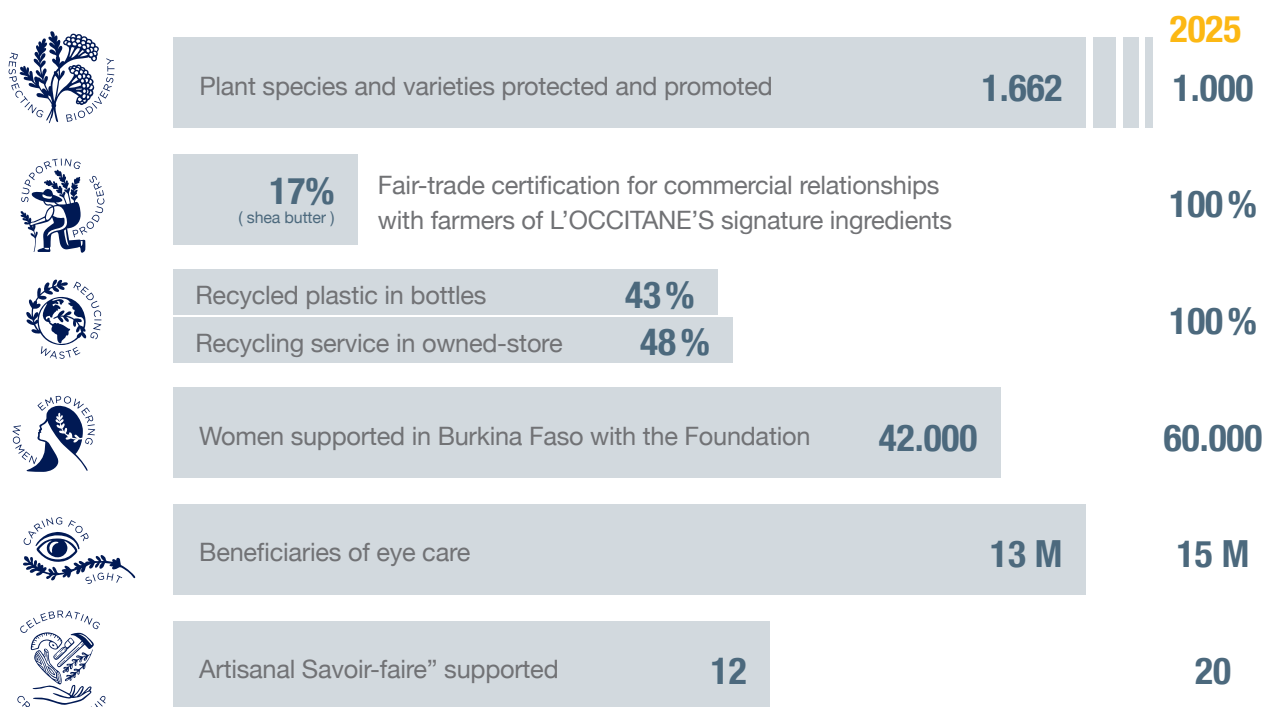 2025
RESPECTING BIODIVERSITY
Plant species and varieties protected and promoted 1.662 1.000
SUPPORTING PRODUCERS
17% Fair-trade certification for commercial relationships
( shea butter ) with farmers of L’OCCITANE’S signature ingredients
100 %
REDUCING WASTE
Recycled plastic in bottles 43 %
Recycling service in owned-store 48 %
100 %
EMPOWERING WOMEN
Women supported in Burkina Faso with the Foundation 42.000 60.000
CARING FOR SIGHT
Beneficiaries of eye care 13 M 15 M
CELEBRATING
Artisanal Savoir-faire” supported 12 20